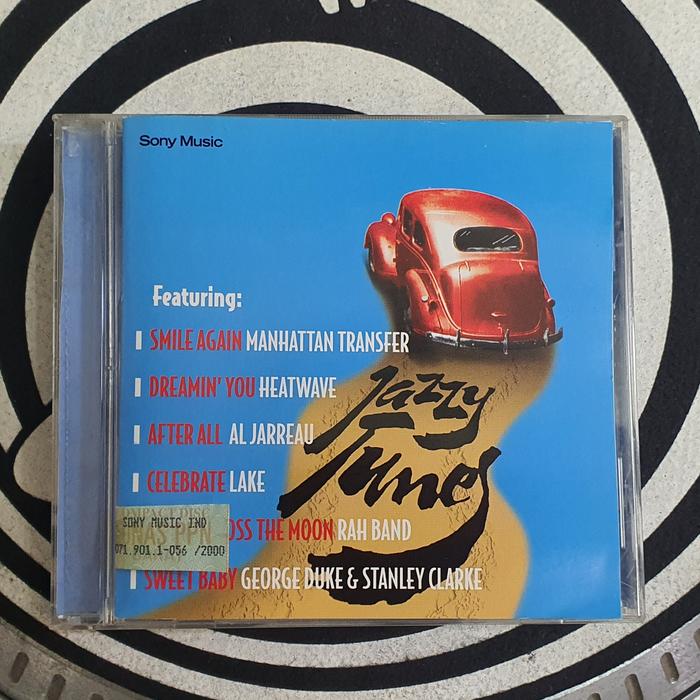 Sony Music
Featuring:
SMILE AGAIN MANHATTAN TRANSFER
DREAMIN' YOU HEATWAVE
AFTER ALL AL JARREAU
CELEBRATE LAKE
OSS THE MOON RAH BAND
SWEET BABY GEORGE DUKE & STANLEY CLARKE
Jazzy
Tunes
SONY MUSIC IND
071.901.1-056 /2000